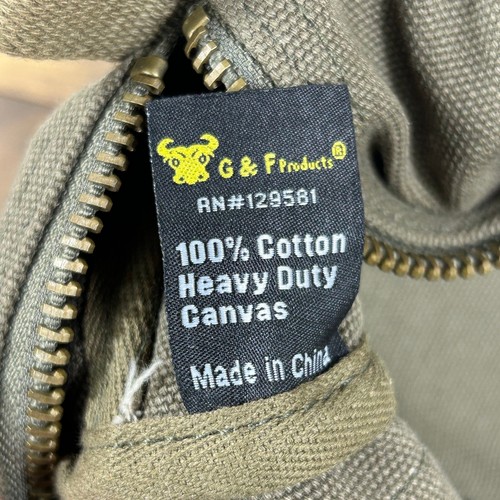 G & F Products®
RN#129581
100% Cotton
Heavy Duty
Canvas
Made in China